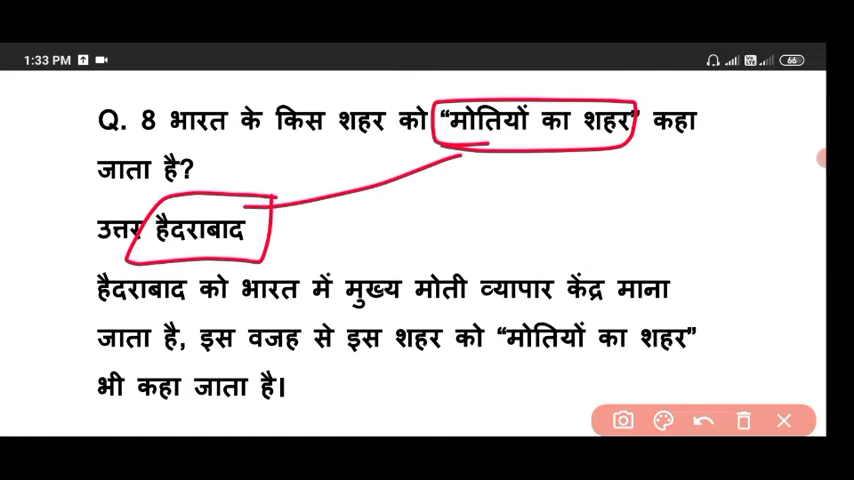 1:33 PM
66
Q. 8 भारत के किस शहर को “मोतियों का शहर” कहा
जाता है?
उत्तर हैदराबाद
हैदराबाद को भारत में मुख्य मोती व्यापार केंद्र माना
जाता है, इस वजह से इस शहर को “मोतियों का शहर”
भी कहा जाता है।